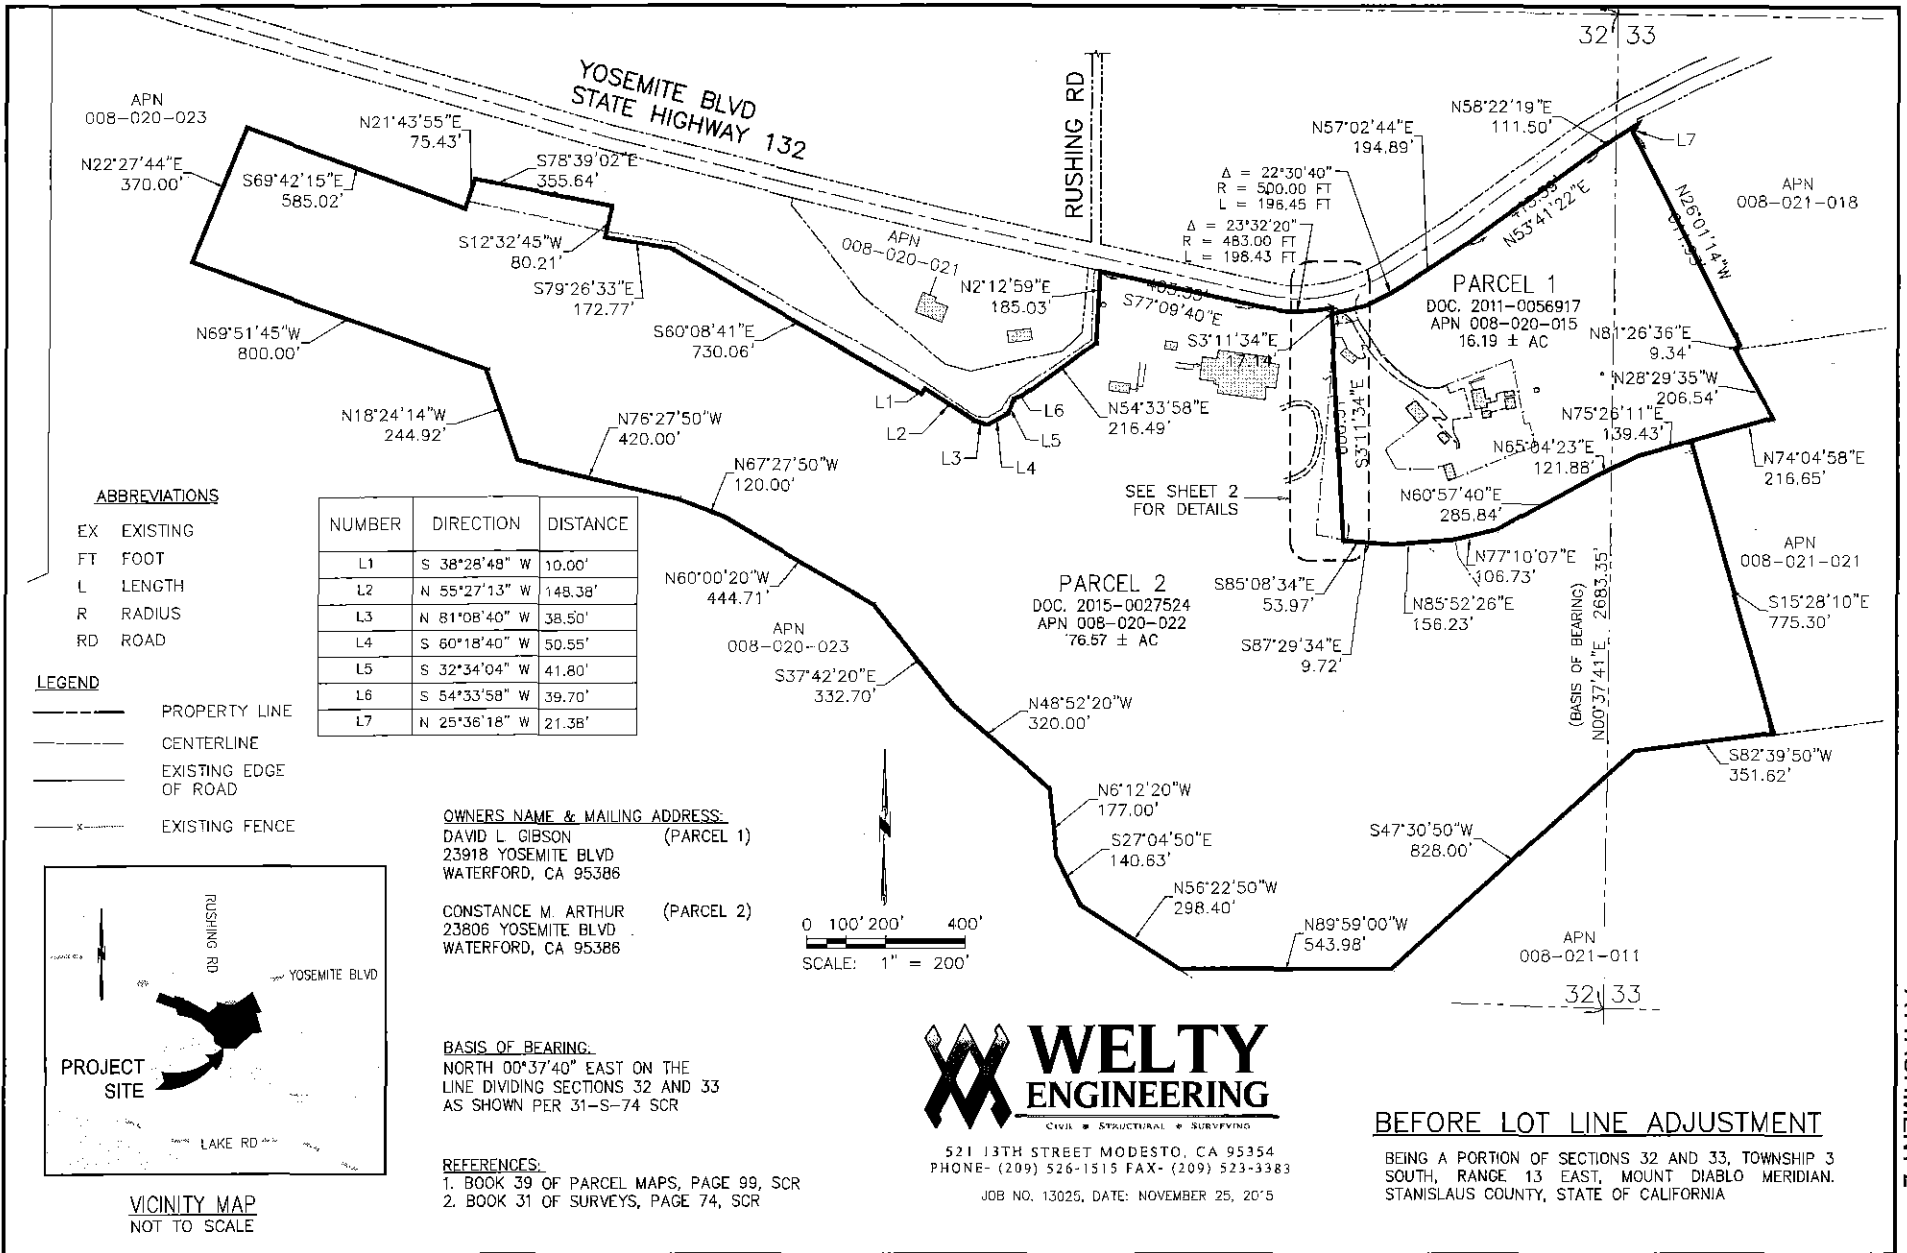 32 33
YOSEMITE BLVD
STATE HIGHWAY 132
RUSHING RD
APN
008-020-023
N22°27'44"E
370.00'
S69°42'15"E
585.02'
N21°43'55"E
75.43'
S78°39'02"E
355.64'
S12°32'45"W
80.21'
S79°26'33"E
172.77'
S60°08'41"E
730.06'
APN
008-020-021
N2°12'59"E
185.03'
S77°09'40"E
Δ = 22°30'40"
R = 500.00 FT
L = 196.45 FT
Δ = 23°32'20"
R = 483.00 FT
L = 198.43 FT
N57°02'44"E
194.89'
N58°22'19"E
111.50'
L7
N53°41'22"E
N26°01'14"W
APN
008-021-018
PARCEL 1
DOC. 2011-0056917
APN 008-020-015
16.19 ± AC
S3°11'34"E
17.14'
S3°11'34"E
N81°26'36"E
9.34'
N28°29'35"W
206.54'
N75°26'11"E
139.43'
N65°04'23"E
121.88'
N60°57'40"E
285.84'
N74°04'58"E
216.65'
N77°10'07"E
106.73'
N85°52'26"E
156.23'
S85°08'34"E
53.97'
S87°29'34"E
9.72'
APN
008-021-021
S15°28'10"E
775.30'
N69°51'45"W
800.00'
N18°24'14"W
244.92'
N76°27'50"W
420.00'
N67°27'50"W
120.00'
N60°00'20"W
444.71'
L1
L2
L3
L4
L5
L6
N54°33'58"E
216.49'
SEE SHEET 2
FOR DETAILS
PARCEL 2
DOC. 2015-0027524
APN 008-020-022
76.57 ± AC
APN
008-020-023
S37°42'20"E
332.70'
N48°52'20"W
320.00'
N6°12'20"W
177.00'
S27°04'50"E
140.63'
N56°22'50"W
298.40'
N89°59'00"W
543.98'
S47°30'50"W
828.00'
S82°39'50"W
351.62'
(BASIS OF BEARING)
N00°37'41"E 2683.35'
APN
008-021-011
32 33
ABBREVIATIONS
EX EXISTING
FT FOOT
L LENGTH
R RADIUS
RD ROAD
NUMBER DIRECTION DISTANCE
L1 S 38°28'48" W 10.00'
L2 N 55°27'13" W 148.38'
L3 N 81°08'40" W 38.50'
L4 S 60°18'40" W 50.55'
L5 S 32°34'04" W 41.80'
L6 S 54°33'58" W 39.70'
L7 N 25°36'18" W 21.38'
LEGEND
PROPERTY LINE
CENTERLINE
EXISTING EDGE
OF ROAD
x EXISTING FENCE
OWNERS NAME & MAILING ADDRESS:
DAVID L. GIBSON (PARCEL 1)
23918 YOSEMITE BLVD
WATERFORD, CA 95386
CONSTANCE M. ARTHUR (PARCEL 2)
23806 YOSEMITE BLVD
WATERFORD, CA 95386
N
0 100' 200' 400'
SCALE: 1" = 200'
N
RUSHING RD
YOSEMITE BLVD
PROJECT
SITE
LAKE RD
VICINITY MAP
NOT TO SCALE
BASIS OF BEARING:
NORTH 00°37'40" EAST ON THE
LINE DIVIDING SECTIONS 32 AND 33
AS SHOWN PER 31-S-74 SCR
REFERENCES:
1. BOOK 39 OF PARCEL MAPS, PAGE 99, SCR
2. BOOK 31 OF SURVEYS, PAGE 74, SCR
WELTY
ENGINEERING
CIVIL • STRUCTURAL • SURVEYING
521 13TH STREET MODESTO, CA 95354
PHONE- (209) 526-1515 FAX- (209) 523-3383
JOB NO. 13025, DATE: NOVEMBER 25, 20'5
BEFORE LOT LINE ADJUSTMENT
BEING A PORTION OF SECTIONS 32 AND 33, TOWNSHIP 3
SOUTH, RANGE 13 EAST, MOUNT DIABLO MERIDIAN.
STANISLAUS COUNTY, STATE OF CALIFORNIA